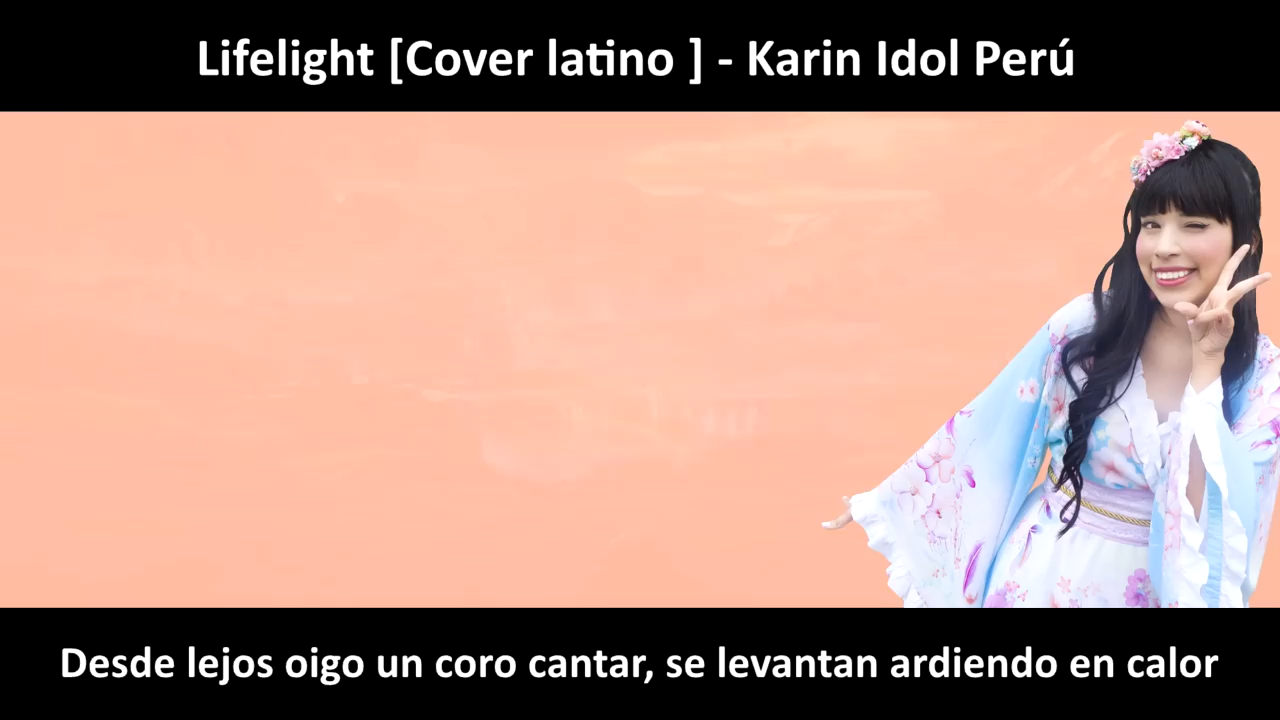 Lifelight [Cover latino ] - Karin Idol Perú
Desde lejos oigo un coro cantar, se levantan ardiendo en calor